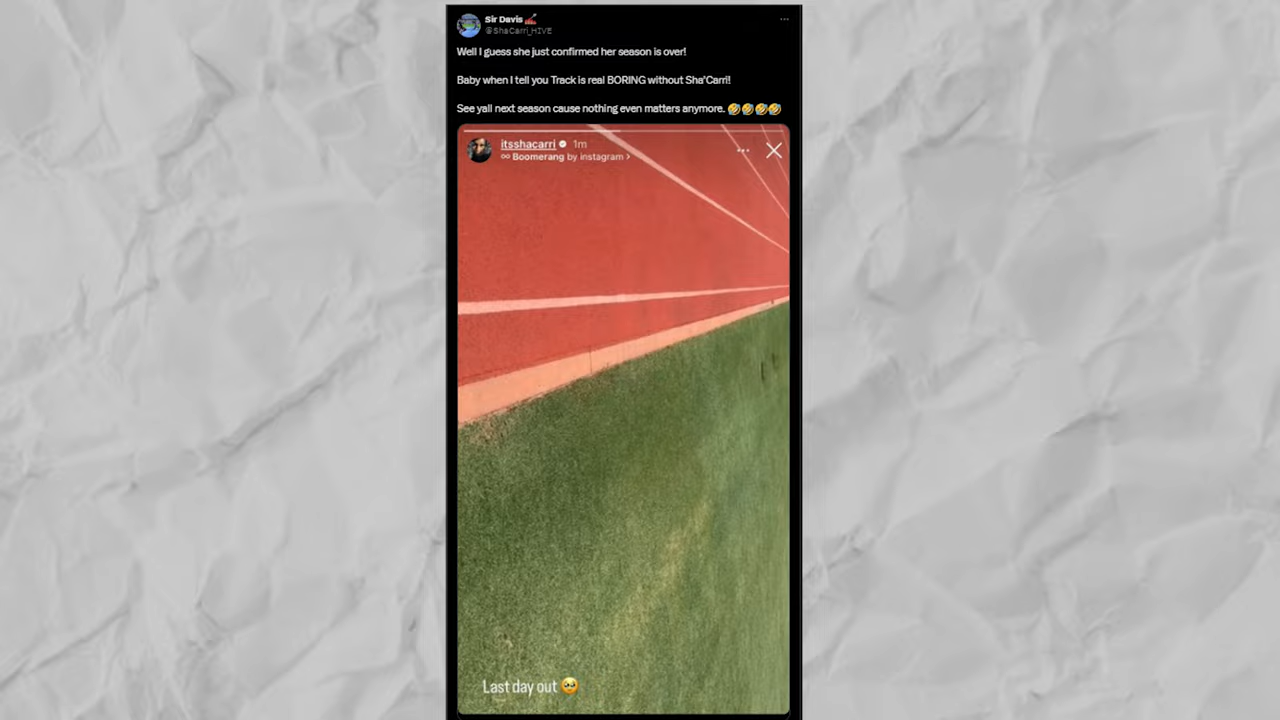 Sir Davis
@ShaCarri_HIVE
Well I guess she just confirmed her season is over!
Baby when I tell you Track is real BORING without Sha'Carri!
See yall next season cause nothing even matters anymore. 🤣🤣🤣🤣
itsshacarri 1m
∞ Boomerang by instagram >
Last day out 🥹